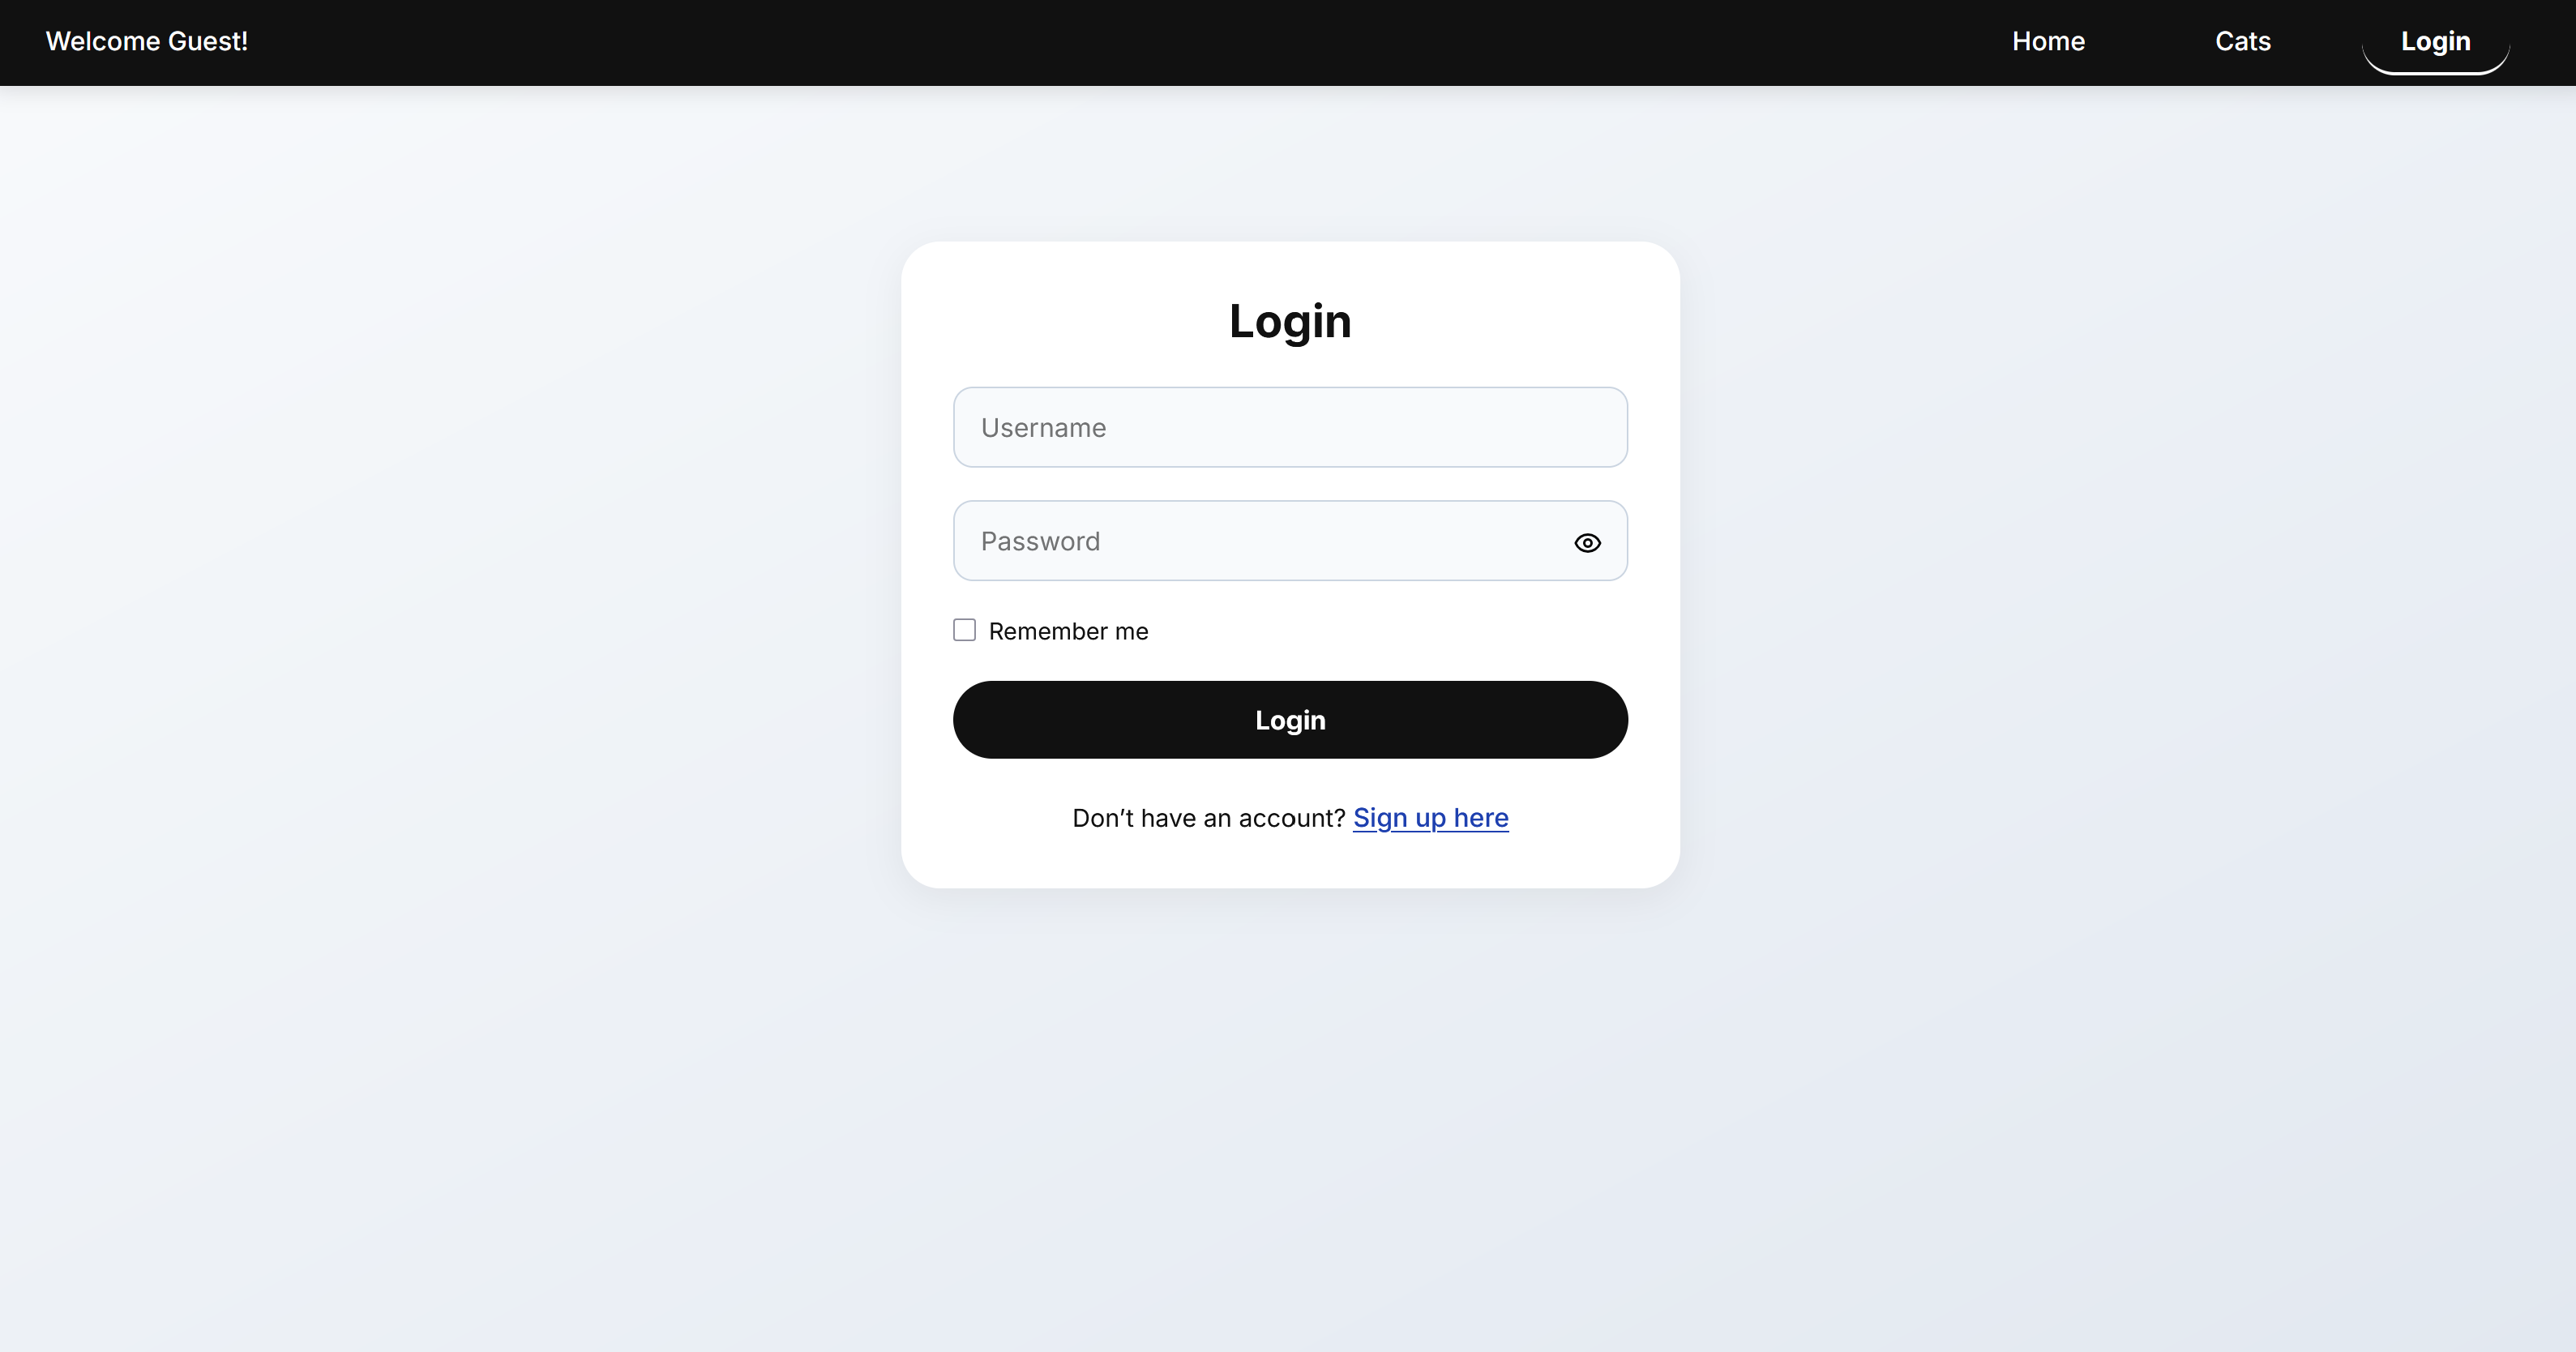 Welcome Guest!
Home
Cats
Login
Login
Username
Password
Remember me
Login
Don’t have an account? Sign up here